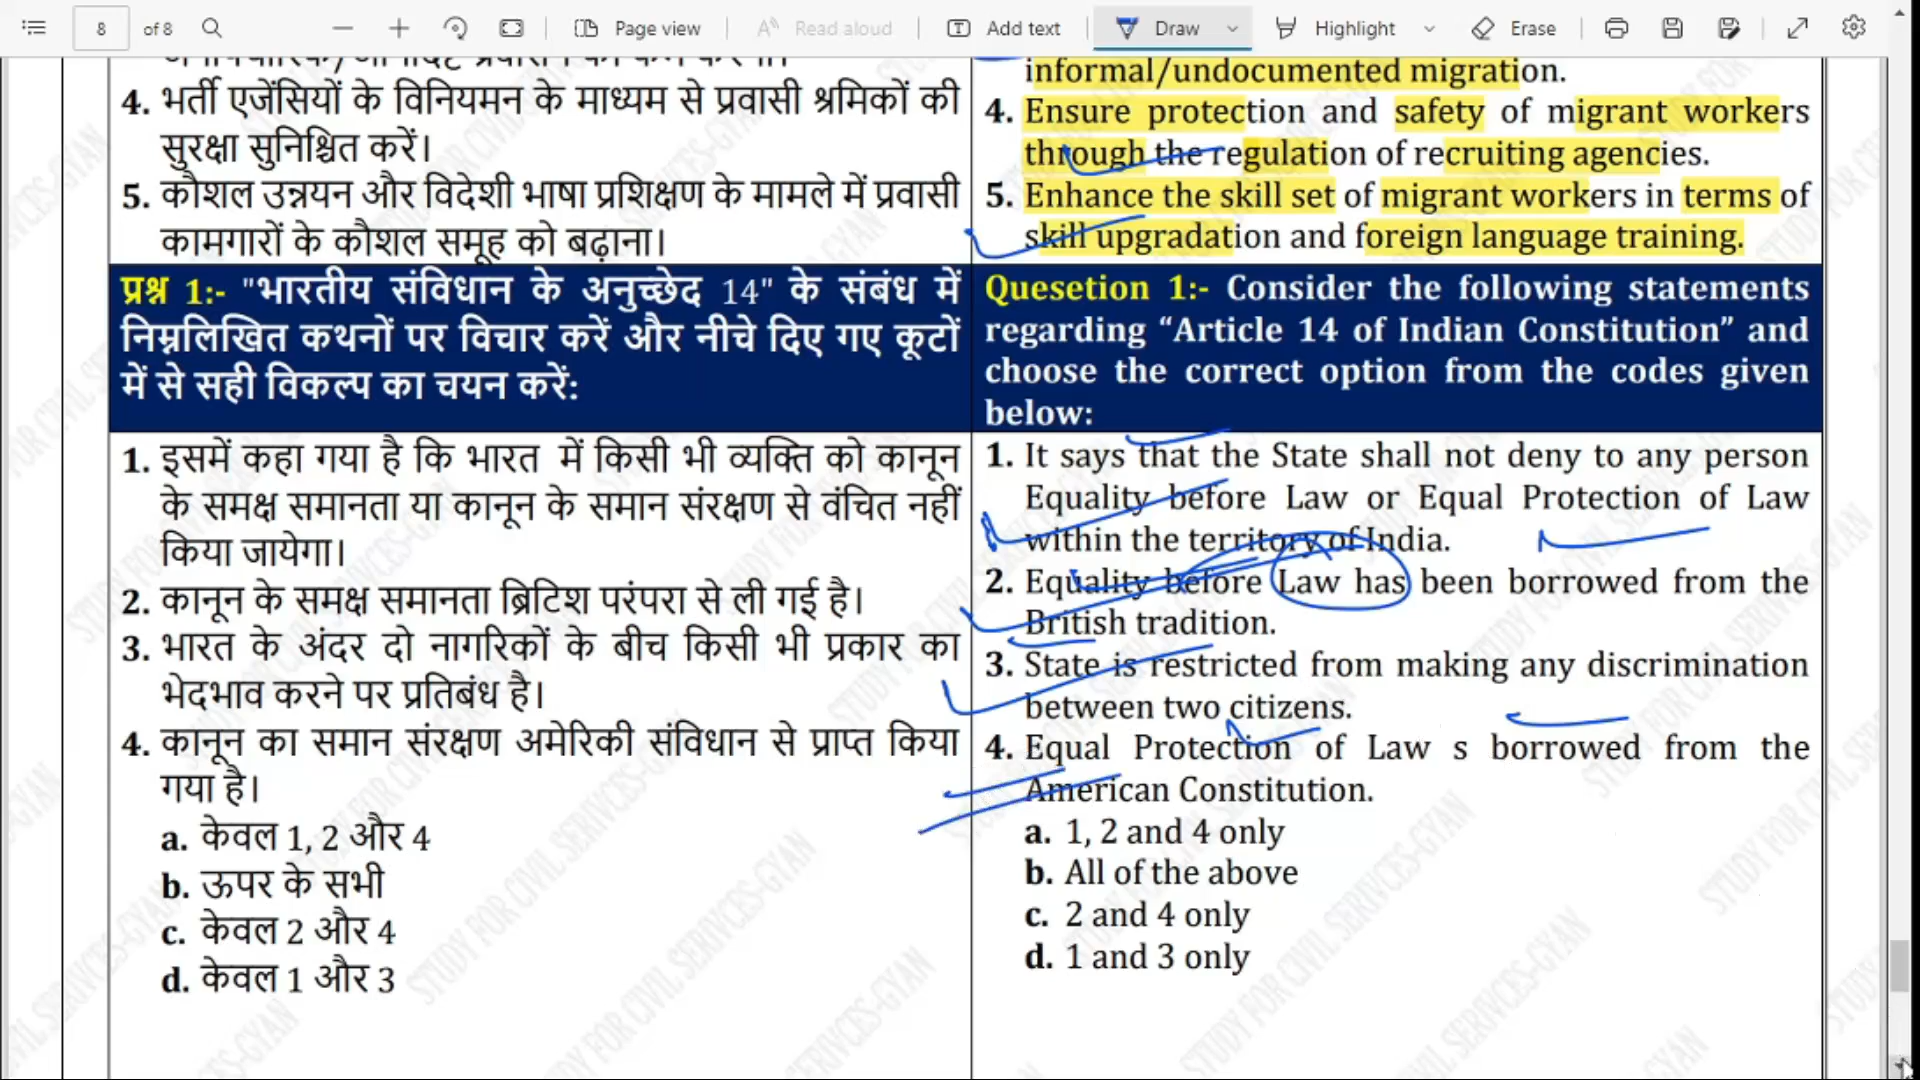 8 of 8 Page view Read aloud Add text Draw Highlight Erase
4. भर्ती एजेंसियों के विनियमन के माध्यम से प्रवासी श्रमिकों की
सुरक्षा सुनिश्चित करें।
5. कौशल उन्नयन और विदेशी भाषा प्रशिक्षण के मामले में प्रवासी
कामगारों के कौशल समूह को बढ़ाना।
informal/undocumented migration.
4. Ensure protection and safety of migrant workers
through the regulation of recruiting agencies.
5. Enhance the skill set of migrant workers in terms of
skill upgradation and foreign language training.
प्रश्न 1:- "भारतीय संविधान के अनुच्छेद 14" के संबंध में
निम्नलिखित कथनों पर विचार करें और नीचे दिए गए कूटों
में से सही विकल्प का चयन करें:
Quesetion 1:- Consider the following statements
regarding “Article 14 of Indian Constitution” and
choose the correct option from the codes given
below:
1. इसमें कहा गया है कि भारत में किसी भी व्यक्ति को कानून
के समक्ष समानता या कानून के समान संरक्षण से वंचित नहीं
किया जायेगा।
2. कानून के समक्ष समानता ब्रिटिश परंपरा से ली गई है।
3. भारत के अंदर दो नागरिकों के बीच किसी भी प्रकार का
भेदभाव करने पर प्रतिबंध है।
4. कानून का समान संरक्षण अमेरिकी संविधान से प्राप्त किया
गया है।
a. केवल 1, 2 और 4
b. ऊपर के सभी
c. केवल 2 और 4
d. केवल 1 और 3
1. It says that the State shall not deny to any person
Equality before Law or Equal Protection of Law
within the territory of India.
2. Equality before Law has been borrowed from the
British tradition.
3. State is restricted from making any discrimination
between two citizens.
4. Equal Protection of Law s borrowed from the
American Constitution.
a. 1, 2 and 4 only
b. All of the above
c. 2 and 4 only
d. 1 and 3 only
STUDY FOR CIVIL SERIVCES-GYAN